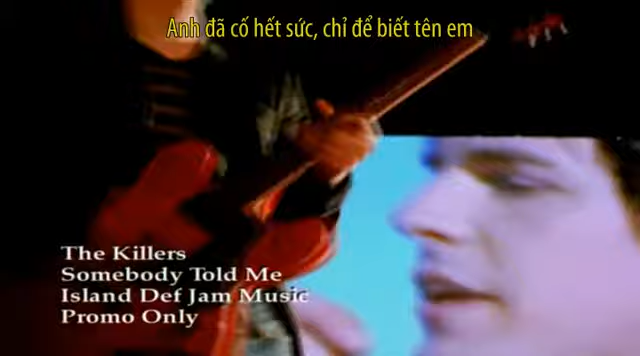 Anh đã cố hết sức, chỉ để biết tên em
The Killers
Somebody Told Me
Island Def Jam Music
Promo Only